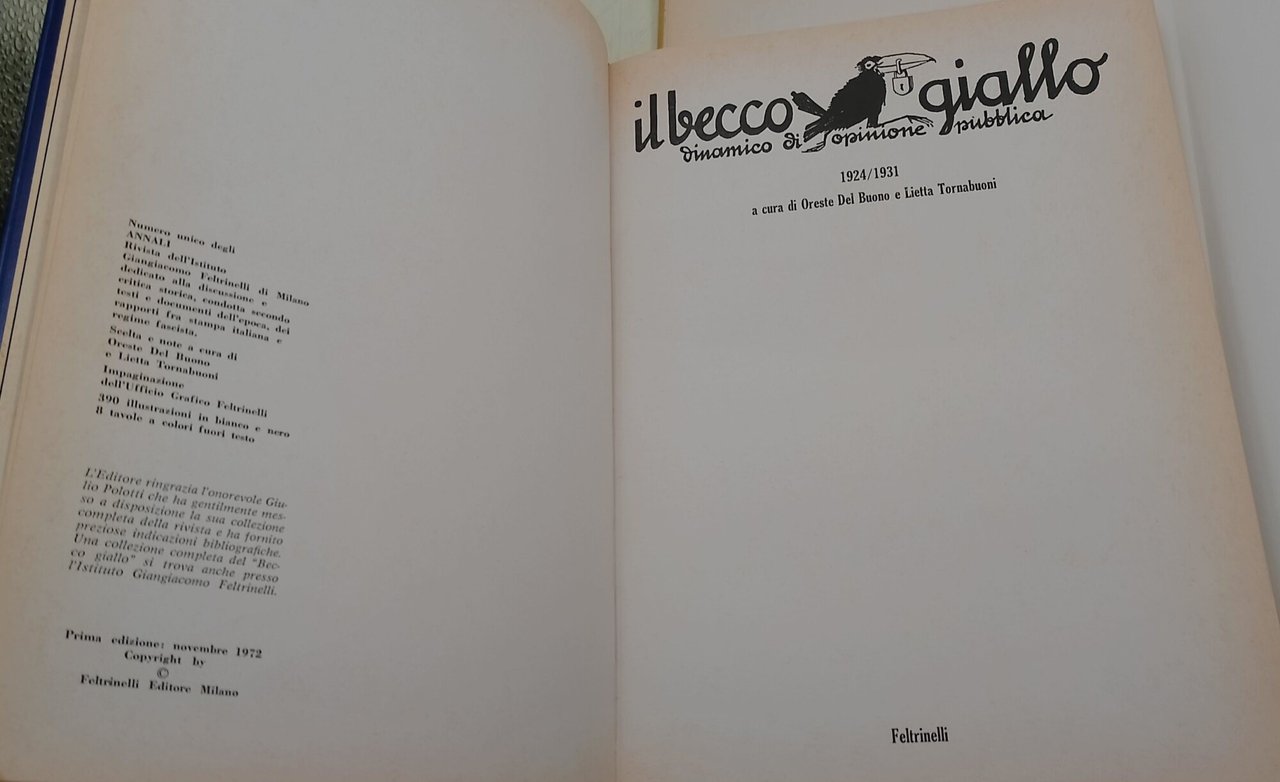 Numero unico degli
ANNALI
Rivista dell'Istituto
Giangiacomo Feltrinelli di Milano
dedicato alla discussione e
critica storica, condotta secondo
testi e documenti dell'epoca, dei
rapporti fra stampa italiana e
regime fascista.
Scelta e note a cura di
Oreste Del Buono
e Lietta Tornabuoni
Impaginazione
dell'Ufficio Grafico Feltrinelli
390 illustrazioni in bianco e nero
8 tavole a colori fuori testo
L'Editore ringrazia l'onorevole Giu-
lio Polotti che ha gentilmente mes-
so a disposizione la sua collezione
completa della rivista e ha fornito
preziose indicazioni bibliografiche.
Una collezione completa del "Bec-
co giallo" si trova anche presso
l'Istituto Giangiacomo Feltrinelli.
Prima edizione: novembre 1972
Copyright by
©
Feltrinelli Editore Milano
il becco giallo
dinamico di opinione pubblica
1924/1931
a cura di Oreste Del Buono e Lietta Tornabuoni
Feltrinelli